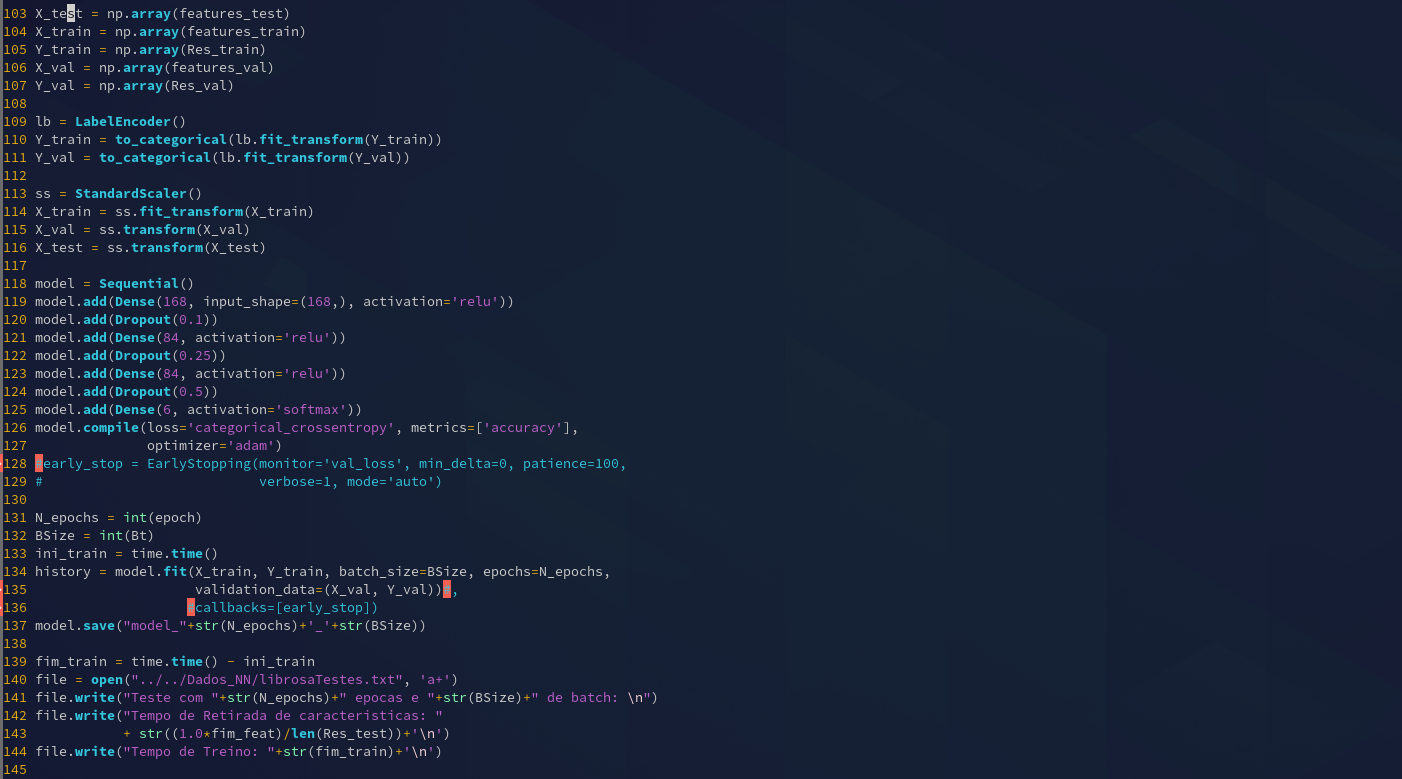 103 X_test = np.array(features_test)
104 X_train = np.array(features_train)
105 Y_train = np.array(Res_train)
106 X_val = np.array(features_val)
107 Y_val = np.array(Res_val)
108
109 lb = LabelEncoder()
110 Y_train = to_categorical(lb.fit_transform(Y_train))
111 Y_val = to_categorical(lb.fit_transform(Y_val))
112
113 ss = StandardScaler()
114 X_train = ss.fit_transform(X_train)
115 X_val = ss.transform(X_val)
116 X_test = ss.transform(X_test)
117
118 model = Sequential()
119 model.add(Dense(168, input_shape=(168,), activation='relu'))
120 model.add(Dropout(0.1))
121 model.add(Dense(84, activation='relu'))
122 model.add(Dropout(0.25))
123 model.add(Dense(84, activation='relu'))
124 model.add(Dropout(0.5))
125 model.add(Dense(6, activation='softmax'))
126 model.compile(loss='categorical_crossentropy', metrics=['accuracy'],
127               optimizer='adam')
128 #early_stop = EarlyStopping(monitor='val_loss', min_delta=0, patience=100,
129 #                           verbose=1, mode='auto')
130
131 N_epochs = int(epoch)
132 BSize = int(Bt)
133 ini_train = time.time()
134 history = model.fit(X_train, Y_train, batch_size=BSize, epochs=N_epochs,
135                     validation_data=(X_val, Y_val))#,
136                    #callbacks=[early_stop])
137 model.save("model_"+str(N_epochs)+'_'+str(BSize))
138
139 fim_train = time.time() - ini_train
140 file = open("../../Dados_NN/librosaTestes.txt", 'a+')
141 file.write("Teste com "+str(N_epochs)+" epocas e "+str(BSize)+" de batch: \n")
142 file.write("Tempo de Retirada de caracteristicas: "
143            + str((1.0*fim_feat)/len(Res_test))+'\n')
144 file.write("Tempo de Treino: "+str(fim_train)+'\n')
145